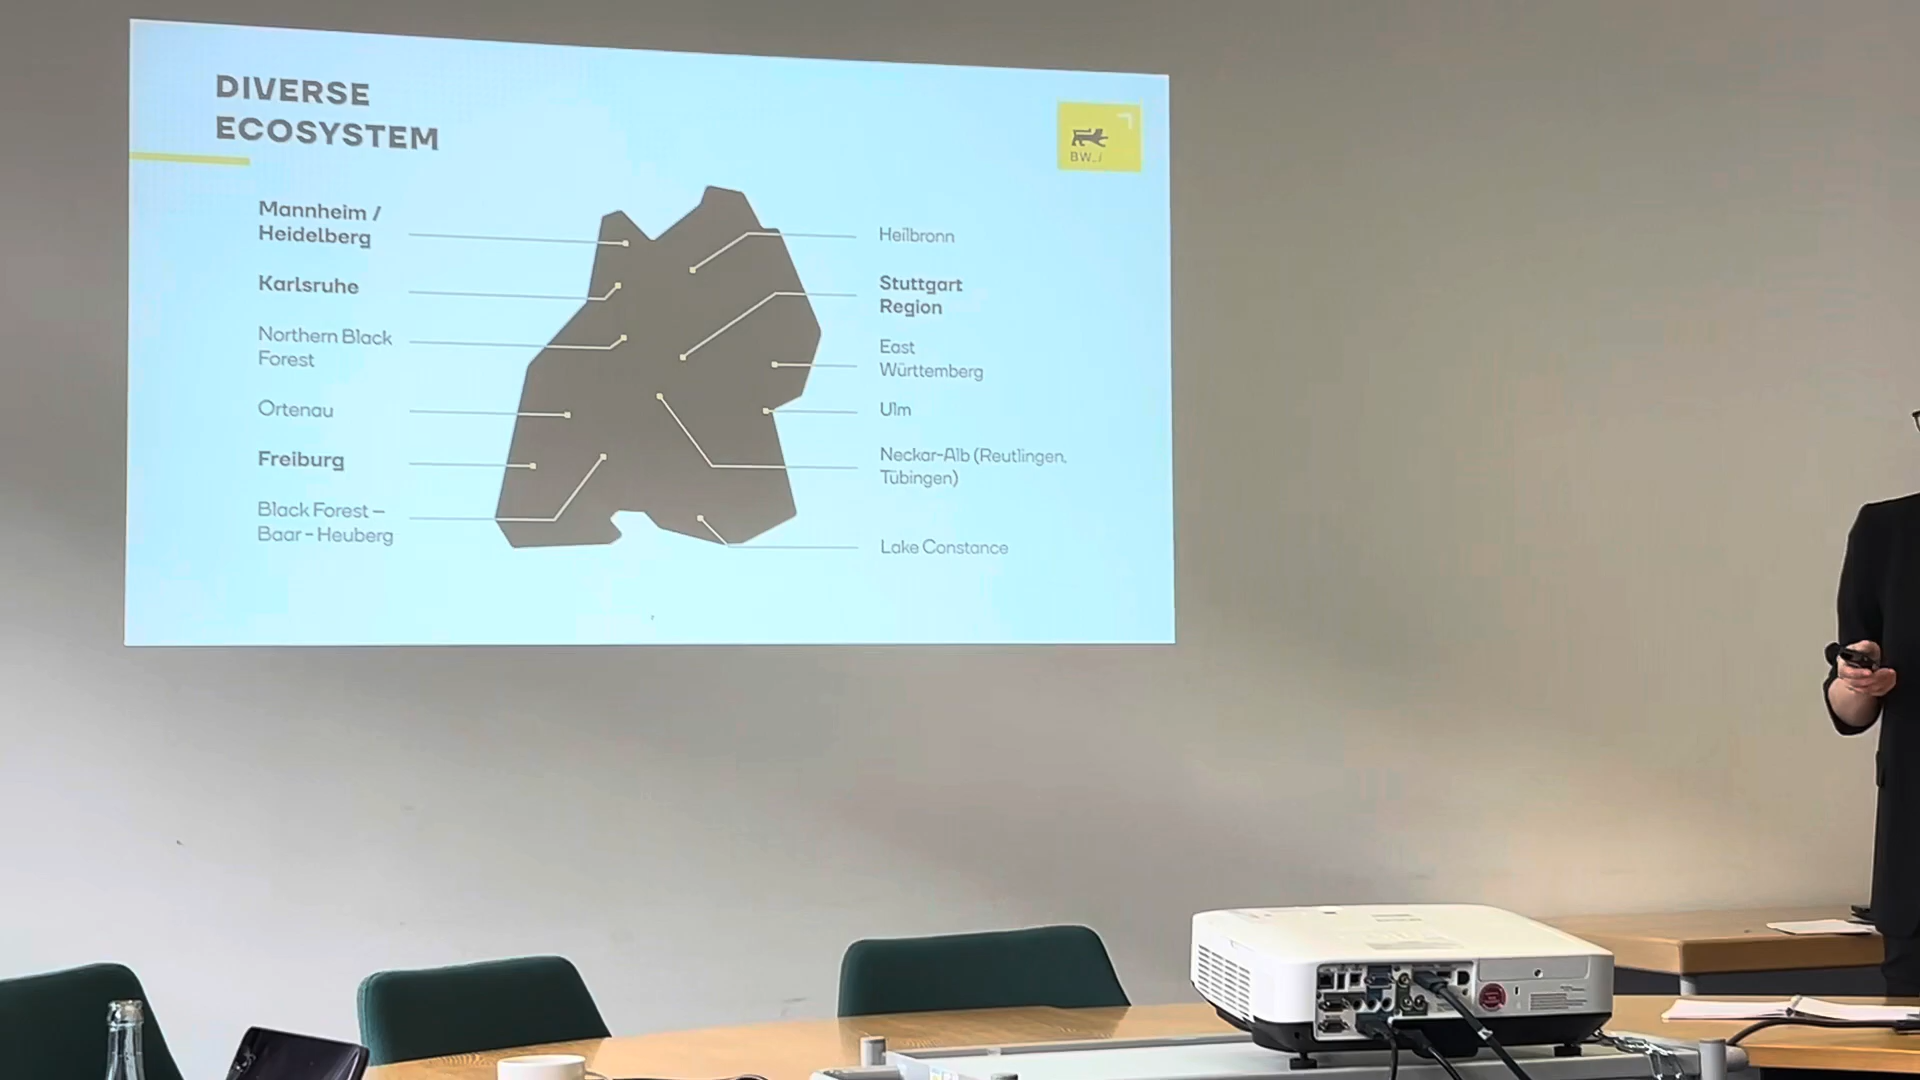 DIVERSE
ECOSYSTEM
BW_i
Mannheim /
Heidelberg
Karlsruhe
Northern Black
Forest
Ortenau
Freiburg
Black Forest –
Baar - Heuberg
Heilbronn
Stuttgart
Region
East
Württemberg
Ulm
Neckar-Alb (Reutlingen,
Tübingen)
Lake Constance